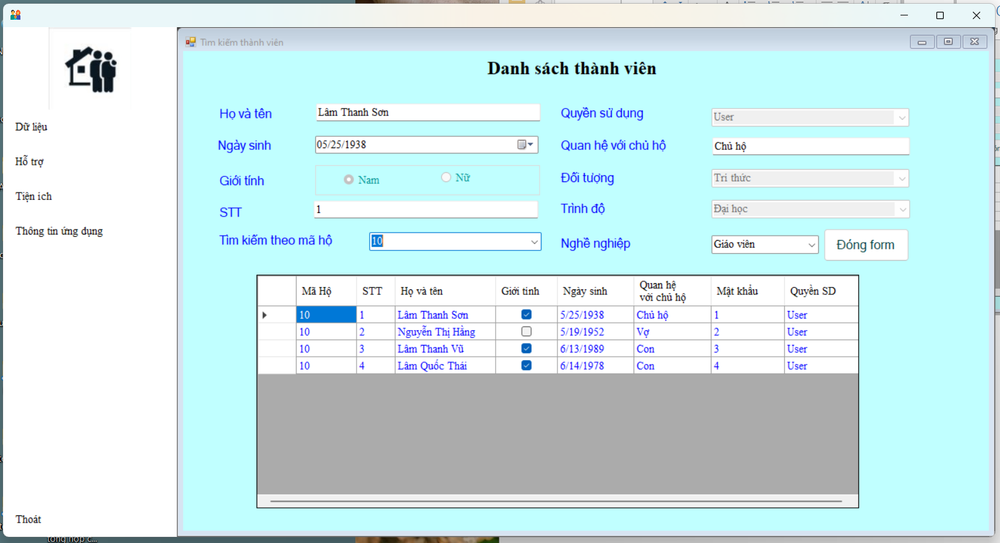 Tìm kiếm thành viên
Danh sách thành viên
Dữ liệu
Hỗ trợ
Tiện ích
Thông tin ứng dụng
Thoát
Họ và tên Lâm Thanh Sơn
Quyền sử dụng User
Ngày sinh 05/25/1938
Quan hệ với chủ hộ Chủ hộ
Giới tính Nam Nữ
Đối tượng Tri thức
STT 1
Trình độ Đại học
Tìm kiếm theo mã hộ 10
Nghề nghiệp Giáo viên Đóng form
Mã Hộ STT Họ và tên Giới tính Ngày sinh Quan hệ với chủ hộ Mật khẩu Quyền SD
10 1 Lâm Thanh Sơn 5/25/1938 Chủ hộ 1 User
10 2 Nguyễn Thị Hằng 5/19/1952 Vợ 2 User
10 3 Lâm Thanh Vũ 6/13/1989 Con 3 User
10 4 Lâm Quốc Thái 6/14/1978 Con 4 User